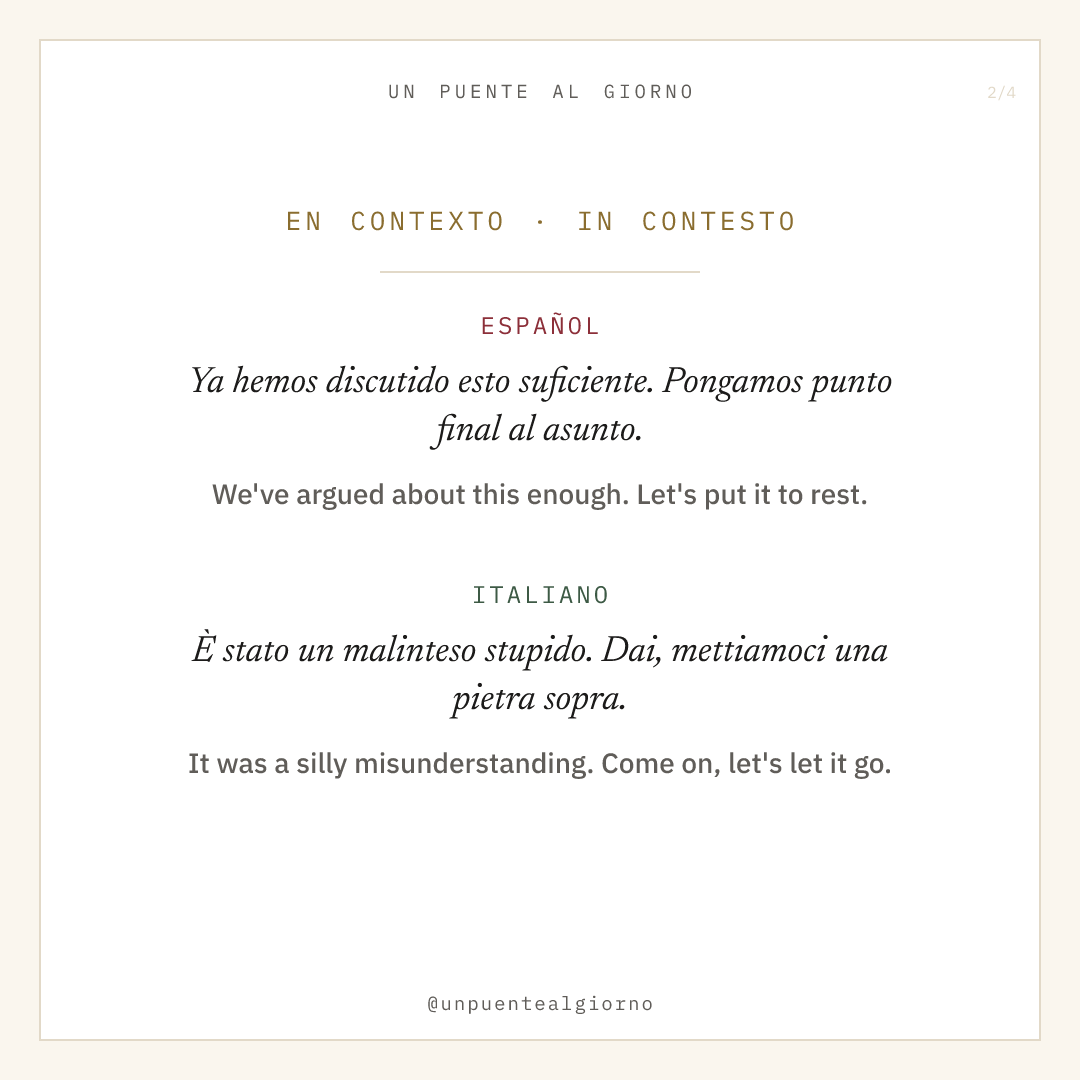 UN PUENTE AL GIORNO
2/4
EN CONTEXTO · IN CONTESTO
ESPAÑOL
Ya hemos discutido esto suficiente. Pongamos punto
final al asunto.
We've argued about this enough. Let's put it to rest.
ITALIANO
È stato un malinteso stupido. Dai, mettiamoci una
pietra sopra.
It was a silly misunderstanding. Come on, let's let it go.
@unpuentealgiorno